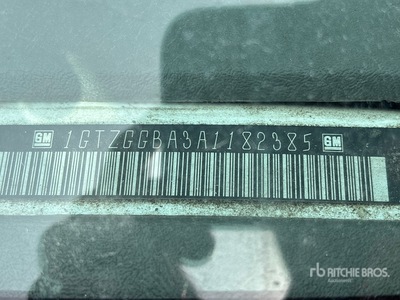 GM 1GTZGGBA3A1182385 GM
rb RITCHIE BROS.